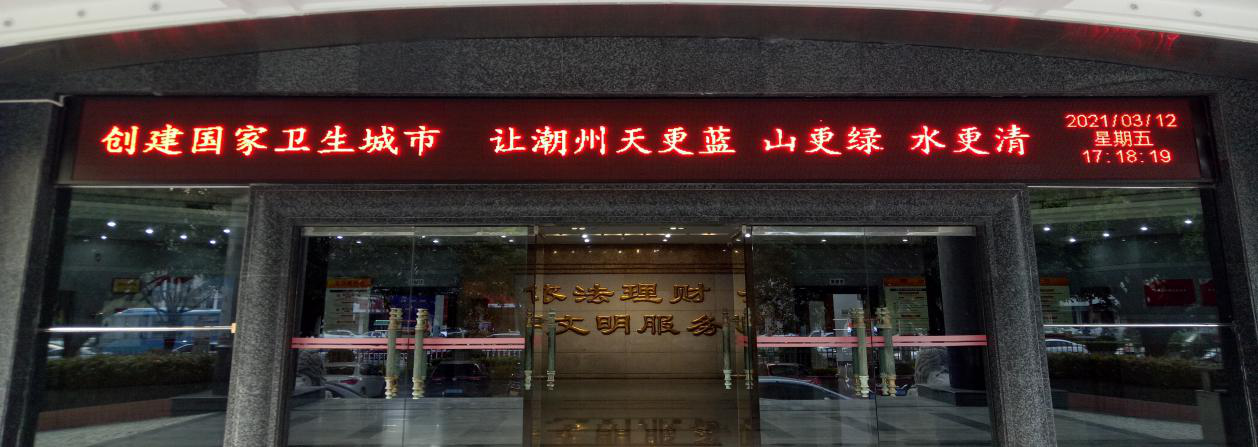 创建国家卫生城市 让潮州天更蓝 山更绿 水更清
2021/03/12
星期五
17:18:19
依法理财
文明服务